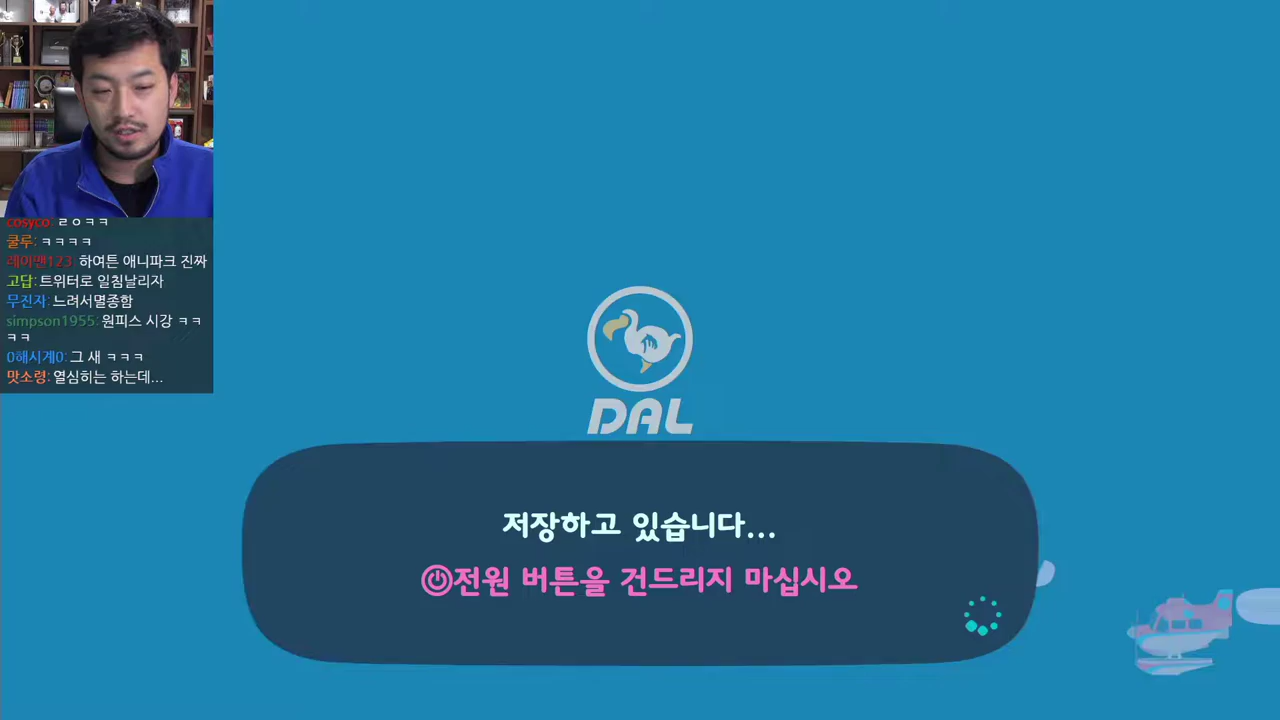 cosyco: ㄹㅇㅋㅋ
쿨루: ㅋㅋㅋㅋ
레이맨123: 하여튼 애니파크 진짜
고답: 트위터로 일침날리자
무진자: 느려서멸종함
simpson1955: 원피스 시강 ㅋㅋ
ㅋㅋ
0해시계0: 그 새 ㅋㅋㅋ
맛소령: 열심히는 하는데...
DAL
저장하고 있습니다...
전원 버튼을 건드리지 마십시오